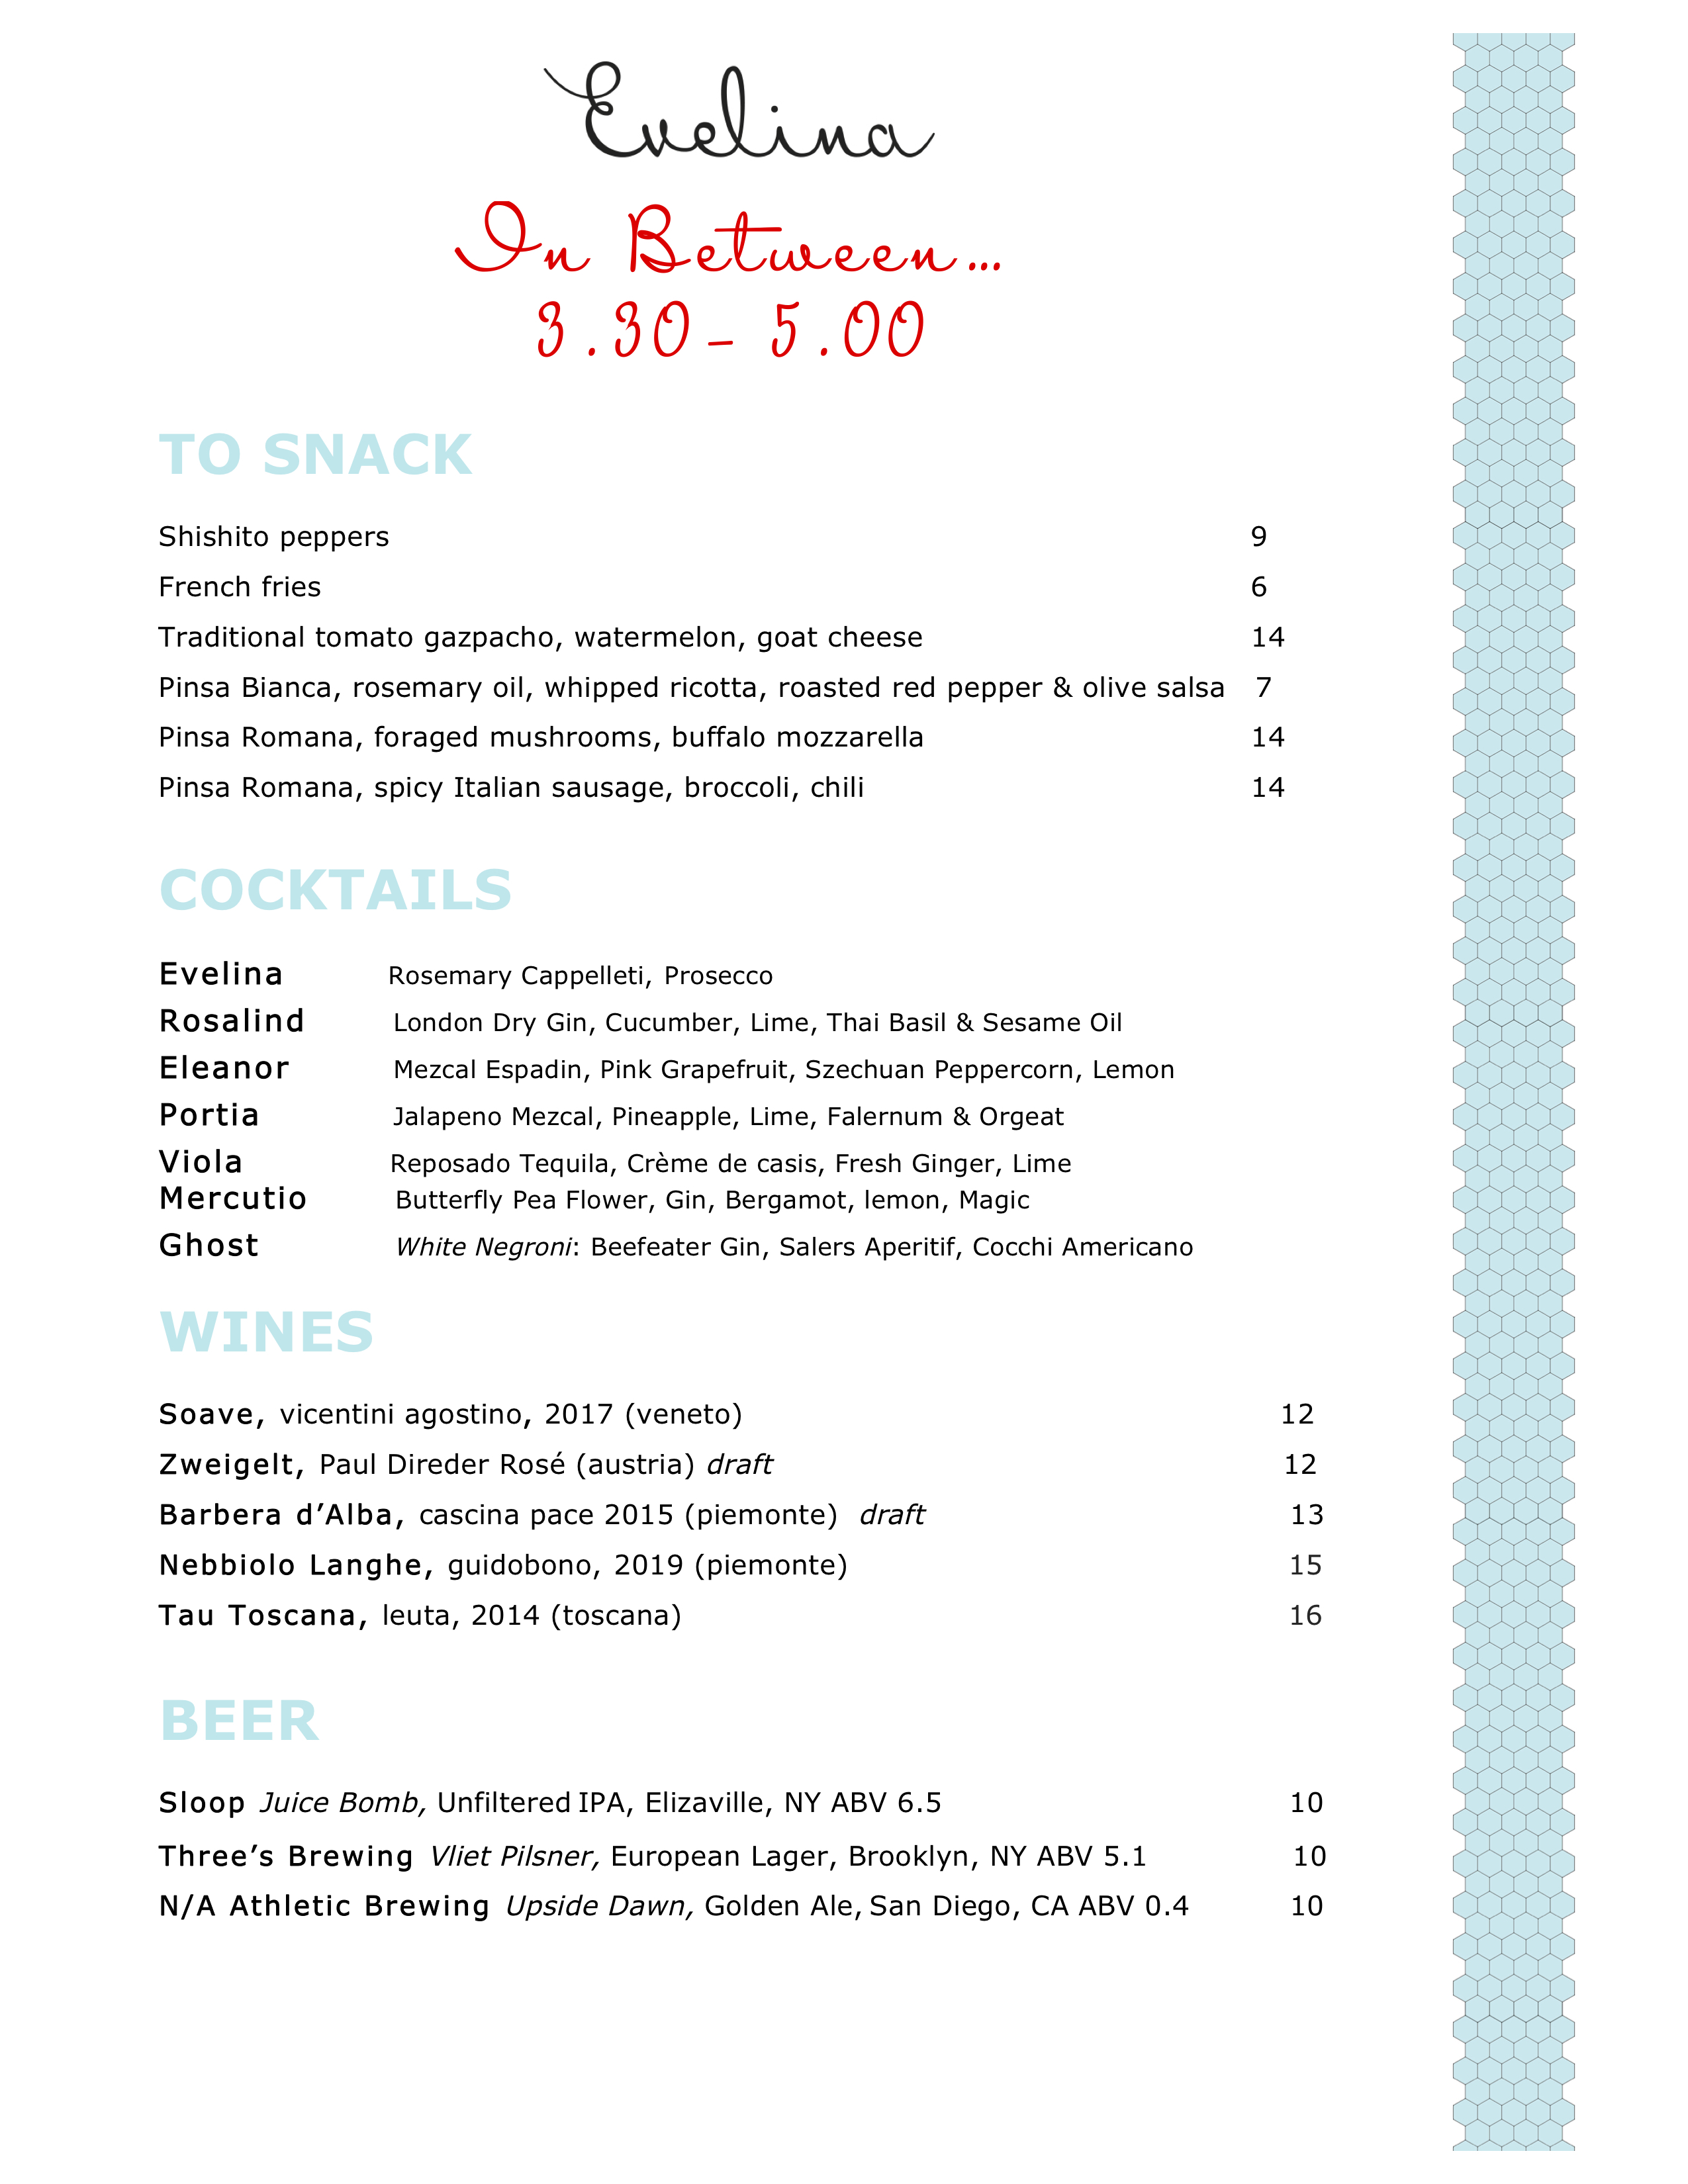 Evelina
In Between...
3.30 - 5.00
TO SNACK
Shishito peppers 9
French fries 6
Traditional tomato gazpacho, watermelon, goat cheese 14
Pinsa Bianca, rosemary oil, whipped ricotta, roasted red pepper & olive salsa 7
Pinsa Romana, foraged mushrooms, buffalo mozzarella 14
Pinsa Romana, spicy Italian sausage, broccoli, chili 14
COCKTAILS
Evelina Rosemary Cappelleti, Prosecco
Rosalind London Dry Gin, Cucumber, Lime, Thai Basil & Sesame Oil
Eleanor Mezcal Espadin, Pink Grapefruit, Szechuan Peppercorn, Lemon
Portia Jalapeno Mezcal, Pineapple, Lime, Falernum & Orgeat
Viola Reposado Tequila, Crème de casis, Fresh Ginger, Lime
Mercutio Butterfly Pea Flower, Gin, Bergamot, lemon, Magic
Ghost White Negroni: Beefeater Gin, Salers Aperitif, Cocchi Americano
WINES
Soave, vicentini agostino, 2017 (veneto) 12
Zweigelt, Paul Direder Rosé (austria) draft 12
Barbera d’Alba, cascina pace 2015 (piemonte) draft 13
Nebbiolo Langhe, guidobono, 2019 (piemonte) 15
Tau Toscana, leuta, 2014 (toscana) 16
BEER
Sloop Juice Bomb, Unfiltered IPA, Elizaville, NY ABV 6.5 10
Three’s Brewing Vliet Pilsner, European Lager, Brooklyn, NY ABV 5.1 10
N/A Athletic Brewing Upside Dawn, Golden Ale, San Diego, CA ABV 0.4 10